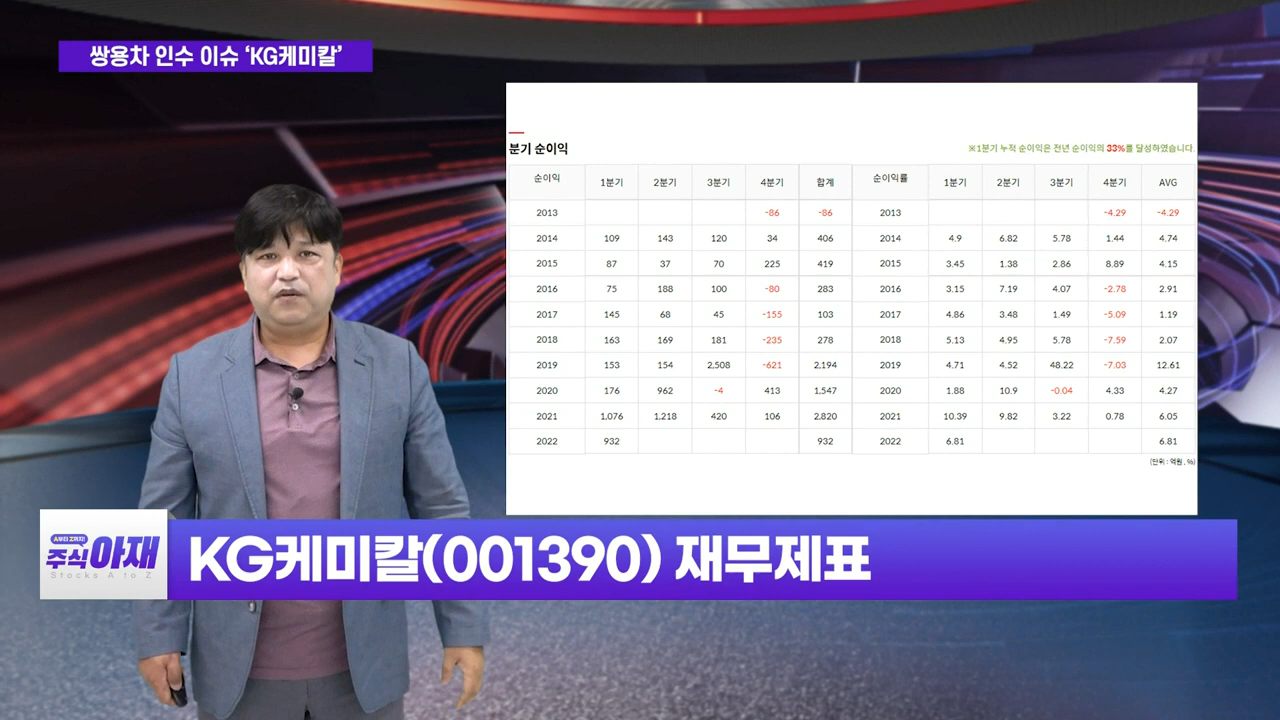 쌍용차 인수 이슈 ‘KG케미칼’
분기 순이익
※1분기 누적 순이익은 전년 순이익의 33%를 달성하였습니다.
순이익 1분기 2분기 3분기 4분기 합계 순이익률 1분기 2분기 3분기 4분기 AVG
2013 -86 -86 2013 -4.29 -4.29
2014 109 143 120 34 406 2014 4.9 6.82 5.78 1.44 4.74
2015 87 37 70 225 419 2015 3.45 1.38 2.86 8.89 4.15
2016 75 188 100 -80 283 2016 3.15 7.19 4.07 -2.78 2.91
2017 145 68 45 -155 103 2017 4.86 3.48 1.49 -5.09 1.19
2018 163 169 181 -235 278 2018 5.13 4.95 5.78 -7.59 2.07
2019 153 154 2,508 -621 2,194 2019 4.71 4.52 48.22 -7.03 12.61
2020 176 962 -4 413 1,547 2020 1.88 10.9 -0.04 4.33 4.27
2021 1,076 1,218 420 106 2,820 2021 10.39 9.82 3.22 0.78 6.05
2022 932 932 2022 6.81 6.81
(단위 : 억원, %)
A부터 Z까지!
주식아재
Stocks A to Z
KG케미칼(001390) 재무제표